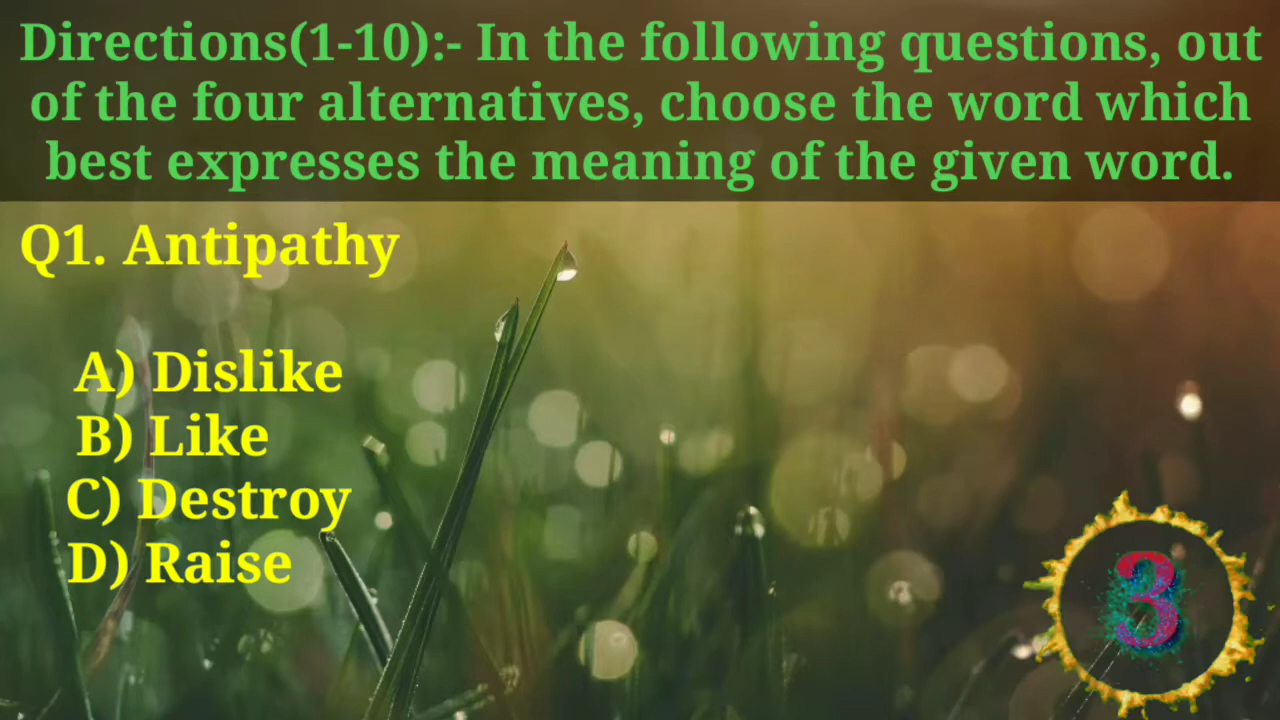 Directions(1-10):- In the following questions, out
of the four alternatives, choose the word which
best expresses the meaning of the given word.
Q1. Antipathy
A) Dislike
B) Like
C) Destroy
D) Raise
3